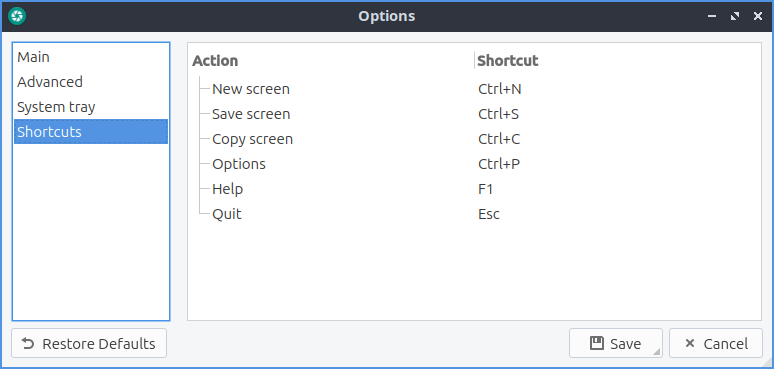 Options
Main
Advanced
System tray
Shortcuts
Action Shortcut
New screen Ctrl+N
Save screen Ctrl+S
Copy screen Ctrl+C
Options Ctrl+P
Help F1
Quit Esc
Restore Defaults Save Cancel